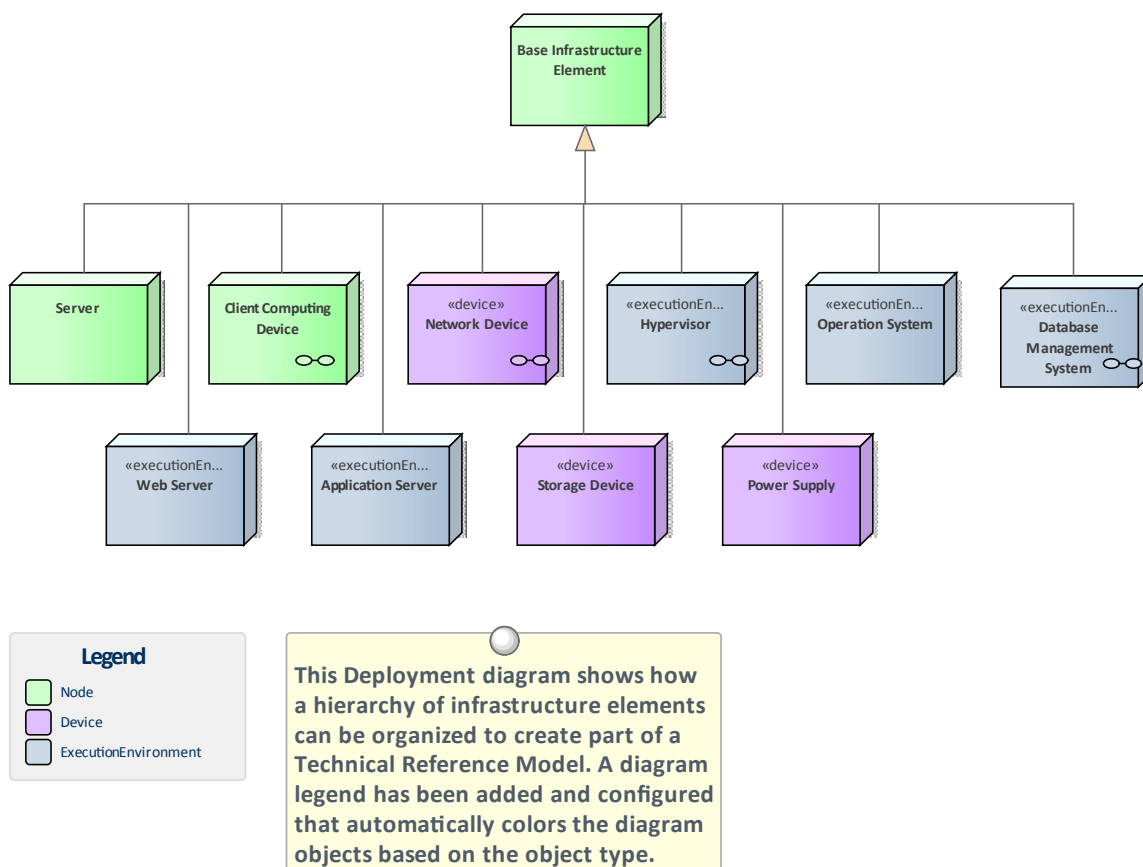 Base Infrastructure
Element
Server
Client Computing
Device
«device»
Network Device
«executionEn...
Hypervisor
«executionEn...
Operation System
«executionEn...
Database
Management
System
«executionEn...
Web Server
«executionEn...
Application Server
«device»
Storage Device
«device»
Power Supply
Legend
Node
Device
ExecutionEnvironment
This Deployment diagram shows how
a hierarchy of infrastructure elements
can be organized to create part of a
Technical Reference Model. A diagram
legend has been added and configured
that automatically colors the diagram
objects based on the object type.